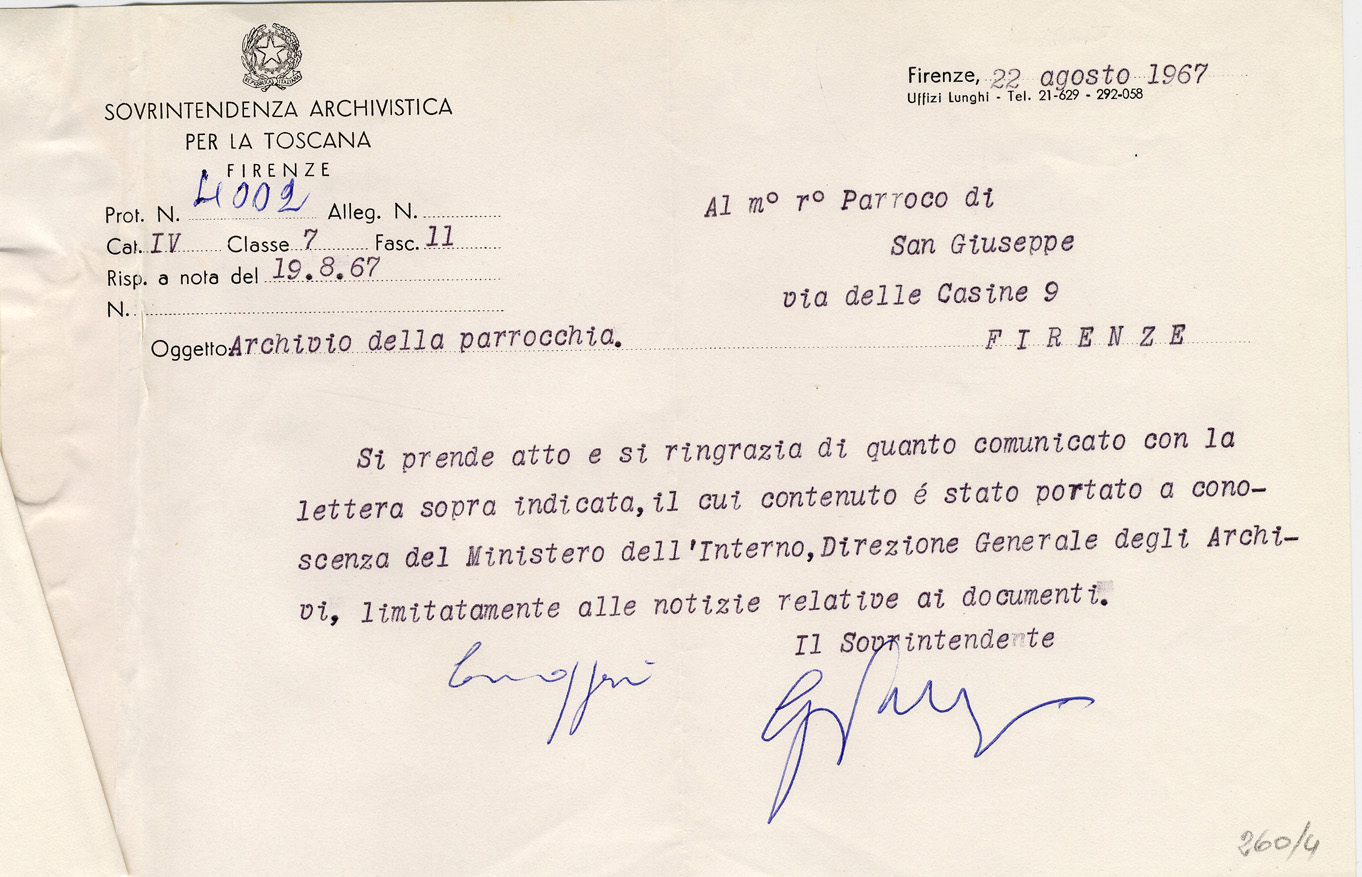 SOVRINTENDENZA ARCHIVISTICA
PER LA TOSCANA
FIRENZE
Prot. N. 4002 Alleg. N.
Cat. IV Classe 7 Fasc. 11
Risp. a nota del 19.8.67
N.
Firenze, 22 agosto 1967
Uffizi Lunghi - Tel. 21-629 - 292-058
Al m° r° Parroco di
San Giuseppe
via delle Casine 9
Oggetto: Archivio della parrocchia. FIRENZE
Si prende atto e si ringrazia di quanto comunicato con la
lettera sopra indicata, il cui contenuto é stato portato a cono-
scenza del Ministero dell'Interno, Direzione Generale degli Archi-
vi, limitatamente alle notizie relative ai documenti.
Il Sovrintendente
260/4